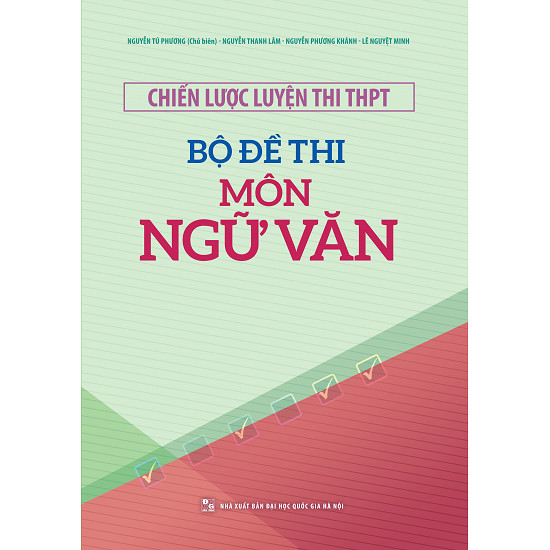 NGUYỄN TÚ PHƯƠNG (Chủ biên) - NGUYỄN THANH LÂM - NGUYỄN PHƯƠNG KHÁNH - LÊ NGUYỆT MINH
CHIẾN LƯỢC LUYỆN THI THPT
BỘ ĐỀ THI
MÔN
NGỮ VĂN
NHÀ XUẤT BẢN ĐẠI HỌC QUỐC GIA HÀ NỘI